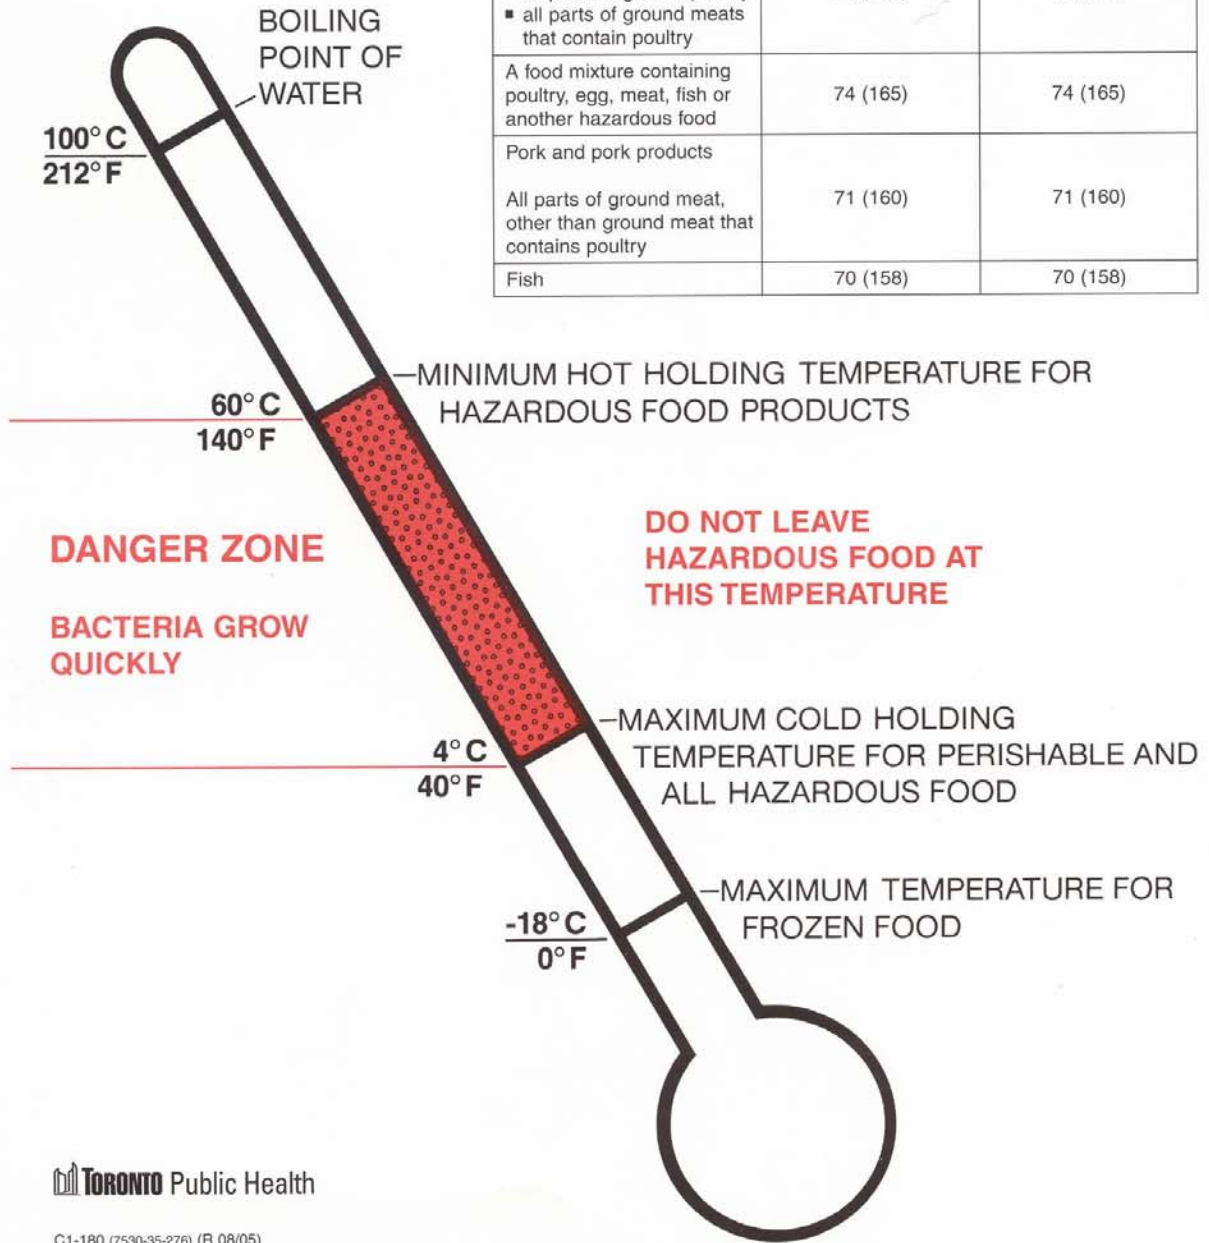 BOILING
POINT OF
WATER
100°C
212°F
■ all parts of ground meats
that contain poultry
A food mixture containing
poultry, egg, meat, fish or
another hazardous food
74 (165)
74 (165)
Pork and pork products
All parts of ground meat,
other than ground meat that
contains poultry
71 (160)
71 (160)
Fish
70 (158)
70 (158)
MINIMUM HOT HOLDING TEMPERATURE FOR
HAZARDOUS FOOD PRODUCTS
60°C
140°F
DANGER ZONE
BACTERIA GROW
QUICKLY
DO NOT LEAVE
HAZARDOUS FOOD AT
THIS TEMPERATURE
MAXIMUM COLD HOLDING
TEMPERATURE FOR PERISHABLE AND
ALL HAZARDOUS FOOD
4°C
40°F
MAXIMUM TEMPERATURE FOR
FROZEN FOOD
-18°C
0°F
TORONTO Public Health
C1-180 (7530-35-276) (R 08/05)